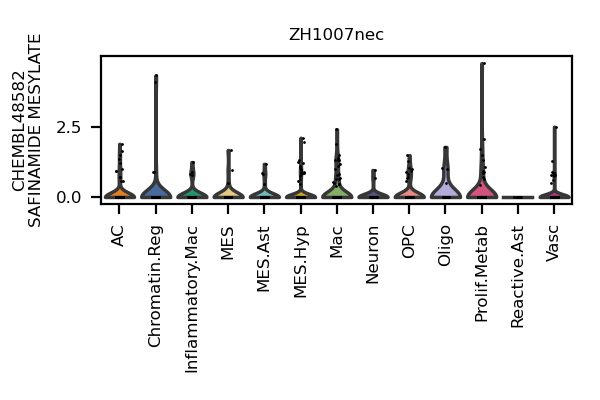 ZH1007nec
CHEMBL48582
SAFINAMIDE MESYLATE
2.5
0.0
AC
Chromatin.Reg
Inflammatory.Mac
MES
MES.Ast
MES.Hyp
Mac
Neuron
OPC
Oligo
Prolif.Metab
Reactive.Ast
Vasc